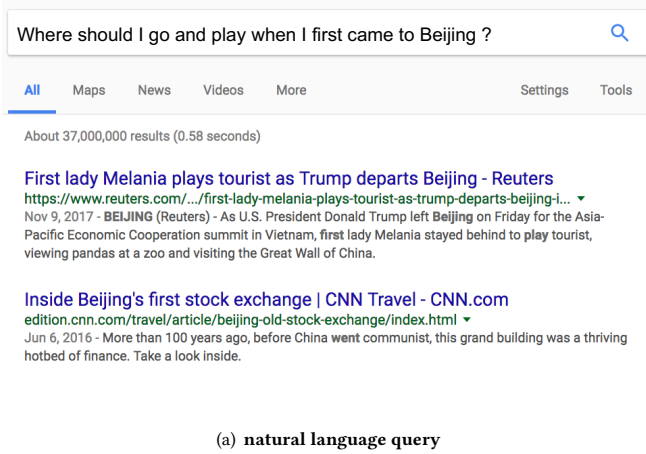 Where should I go and play when I first came to Beijing ?
All Maps News Videos More Settings Tools
About 37,000,000 results (0.58 seconds)
First lady Melania plays tourist as Trump departs Beijing - Reuters
https://www.reuters.com/.../first-lady-melania-plays-tourist-as-trump-departs-beijing-i...
Nov 9, 2017 - BEIJING (Reuters) - As U.S. President Donald Trump left Beijing on Friday for the Asia-
Pacific Economic Cooperation summit in Vietnam, first lady Melania stayed behind to play tourist,
viewing pandas at a zoo and visiting the Great Wall of China.
Inside Beijing's first stock exchange | CNN Travel - CNN.com
edition.cnn.com/travel/article/beijing-old-stock-exchange/index.html
Jun 6, 2016 - More than 100 years ago, before China went communist, this grand building was a thriving
hotbed of finance. Take a look inside.
(a) natural language query